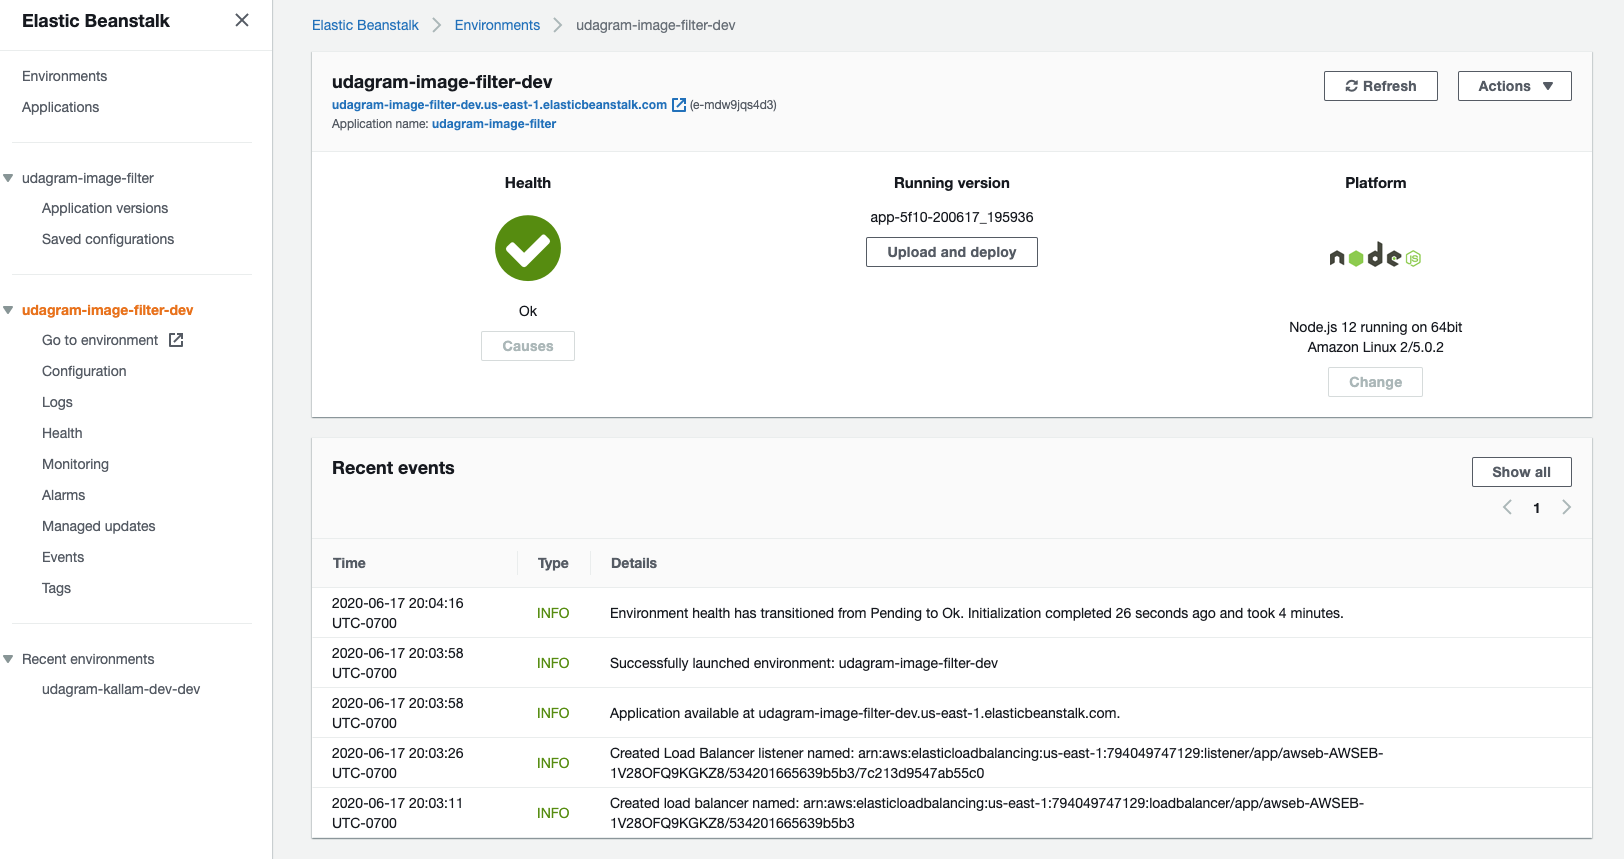 Elastic Beanstalk
Environments
Applications
udagram-image-filter
Application versions
Saved configurations
udagram-image-filter-dev
Go to environment
Configuration
Logs
Health
Monitoring
Alarms
Managed updates
Events
Tags
Recent environments
udagram-kallam-dev-dev
Elastic Beanstalk Environments udagram-image-filter-dev
udagram-image-filter-dev
udagram-image-filter-dev.us-east-1.elasticbeanstalk.com (e-mdw9jqs4d3)
Application name: udagram-image-filter
Refresh
Actions
Health
Ok
Causes
Running version
app-5f10-200617_195936
Upload and deploy
Platform
node JS
Node.js 12 running on 64bit
Amazon Linux 2/5.0.2
Change
Recent events
Show all
1
Time Type Details
2020-06-17 20:04:16
UTC-0700
INFO
Environment health has transitioned from Pending to Ok. Initialization completed 26 seconds ago and took 4 minutes.
2020-06-17 20:03:58
UTC-0700
INFO
Successfully launched environment: udagram-image-filter-dev
2020-06-17 20:03:58
UTC-0700
INFO
Application available at udagram-image-filter-dev.us-east-1.elasticbeanstalk.com.
2020-06-17 20:03:26
UTC-0700
INFO
Created Load Balancer listener named: arn:aws:elasticloadbalancing:us-east-1:794049747129:listener/app/awseb-AWSEB-
1V28OFQ9KGKZ8/534201665639b5b3/7c213d9547ab55c0
2020-06-17 20:03:11
UTC-0700
INFO
Created load balancer named: arn:aws:elasticloadbalancing:us-east-1:794049747129:loadbalancer/app/awseb-AWSEB-
1V28OFQ9KGKZ8/534201665639b5b3